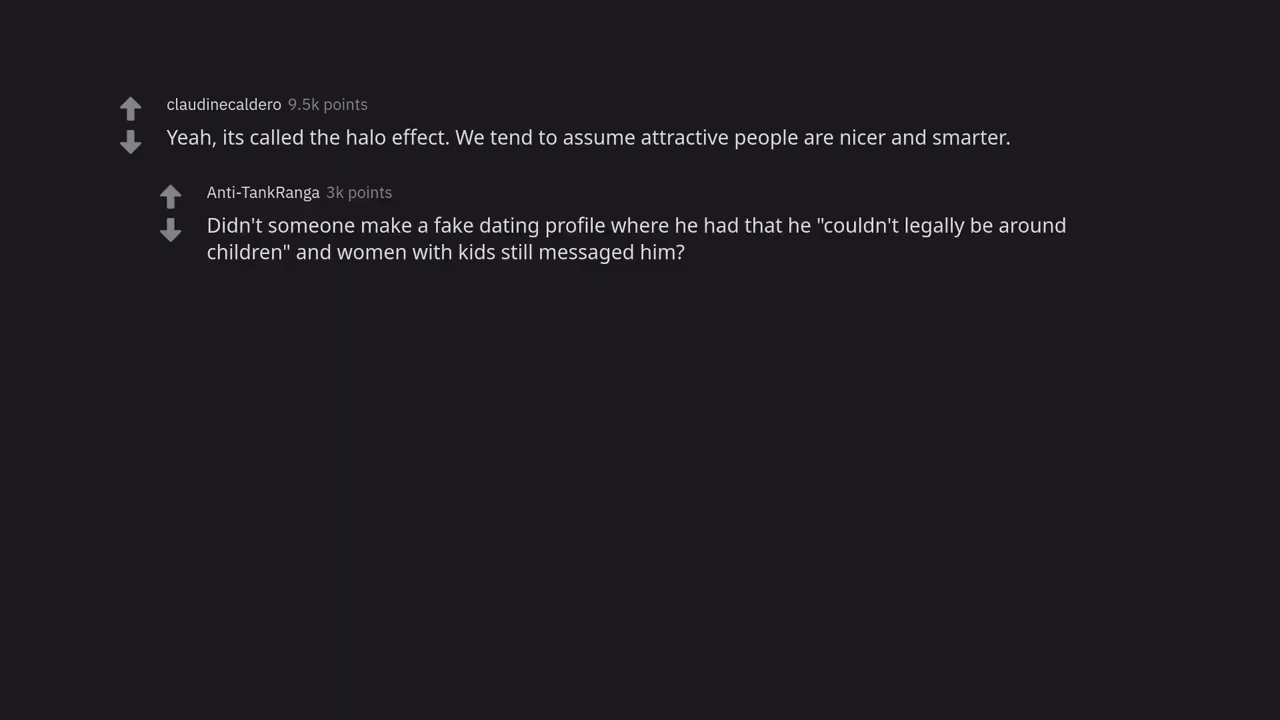 claudinecaldero 9.5k points
Yeah, its called the halo effect. We tend to assume attractive people are nicer and smarter.
Anti-TankRanga 3k points
Didn't someone make a fake dating profile where he had that he "couldn't legally be around
children" and women with kids still messaged him?